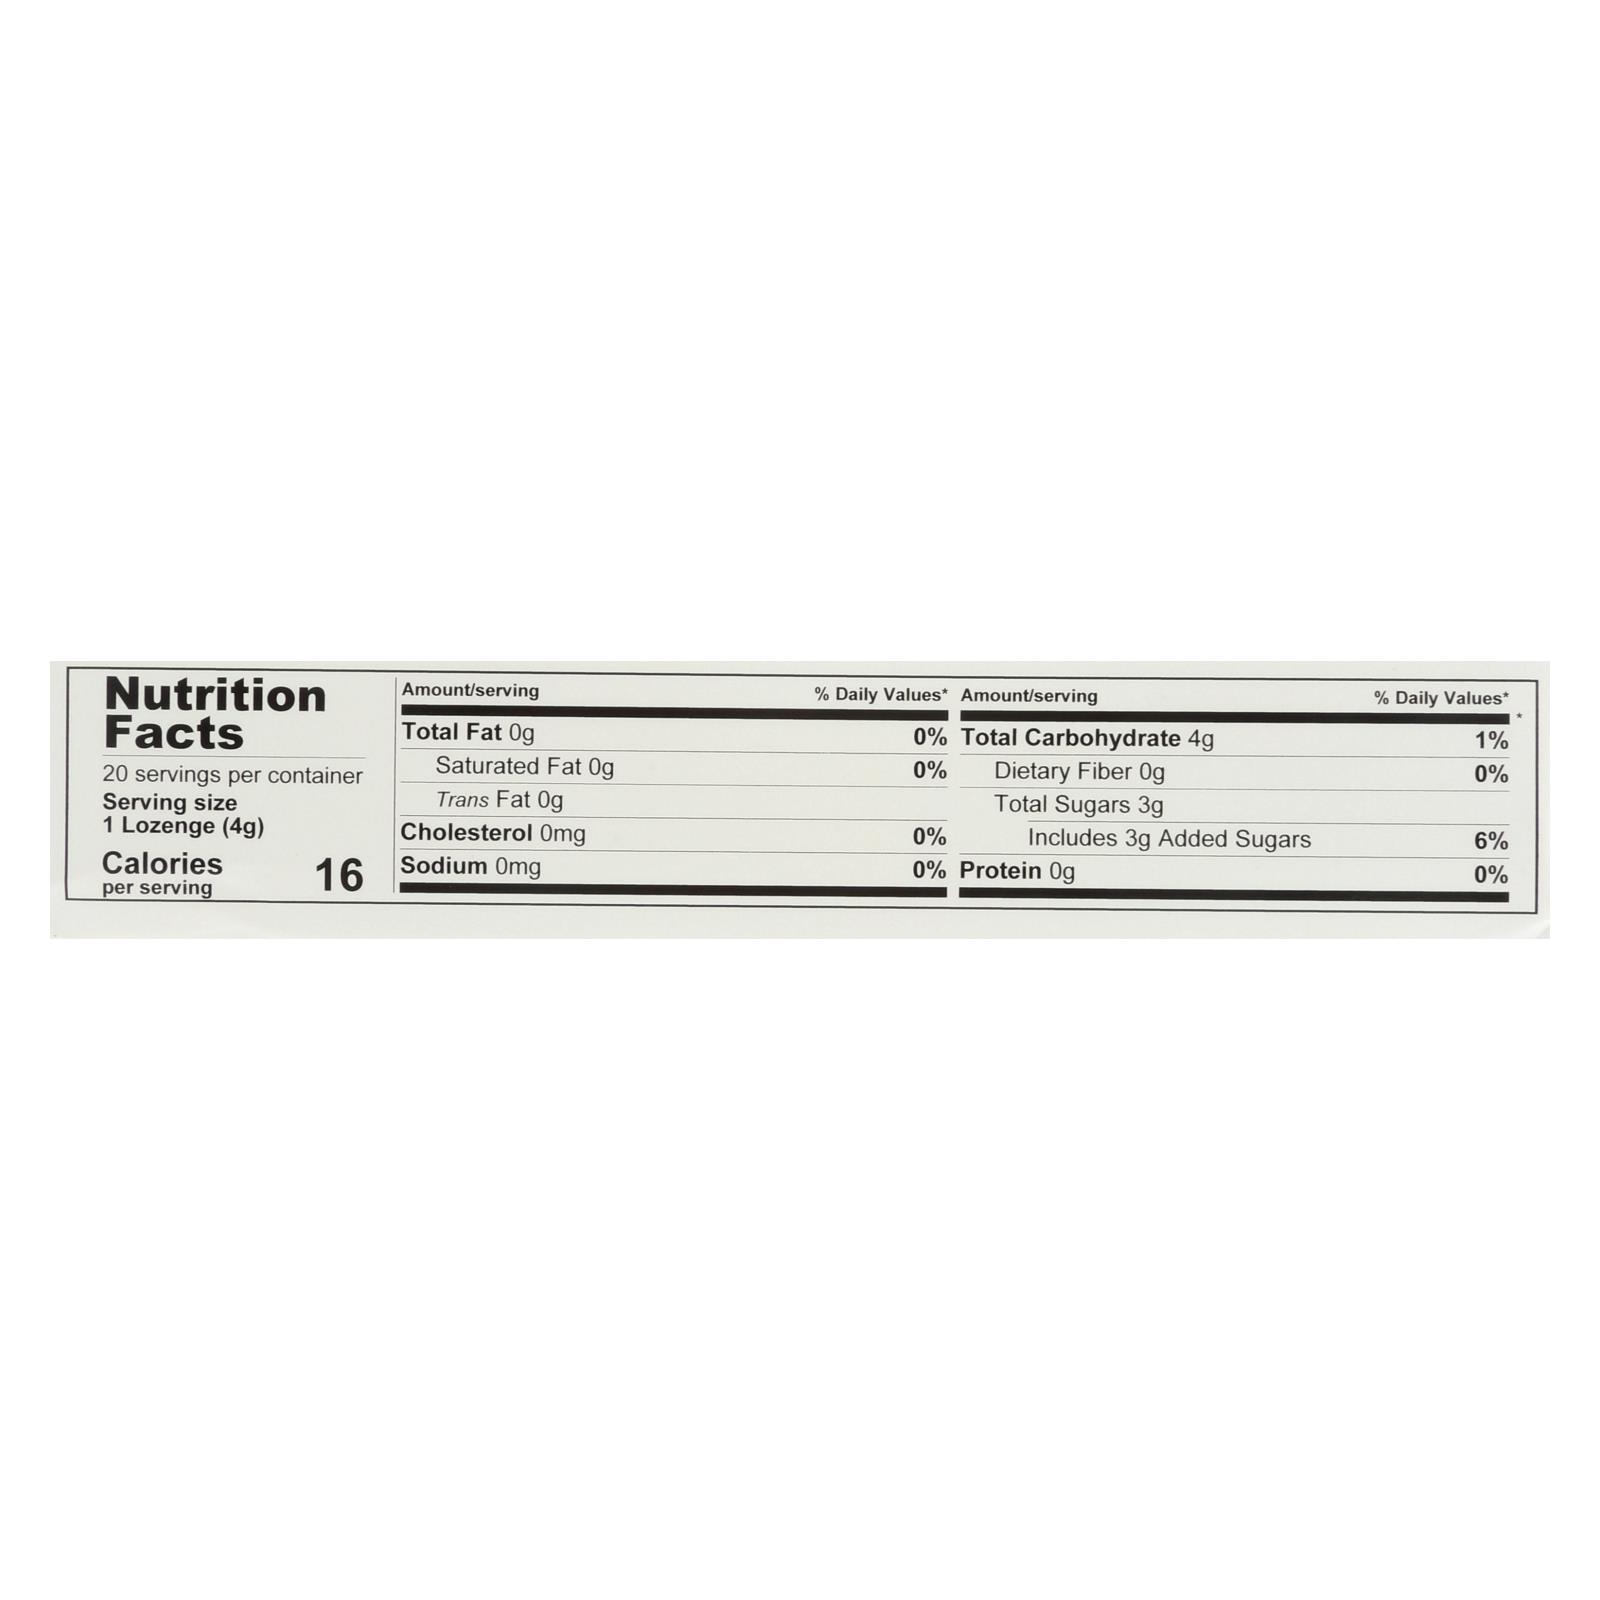 Nutrition
Facts
20 servings per container
Serving size
1 Lozenge (4g)
Calories
per serving 16
Amount/serving % Daily Values*
Total Fat 0g 0%
Saturated Fat 0g 0%
Trans Fat 0g
Cholesterol 0mg 0%
Sodium 0mg 0%
Amount/serving % Daily Values*
*
Total Carbohydrate 4g 1%
Dietary Fiber 0g 0%
Total Sugars 3g
Includes 3g Added Sugars 6%
Protein 0g 0%